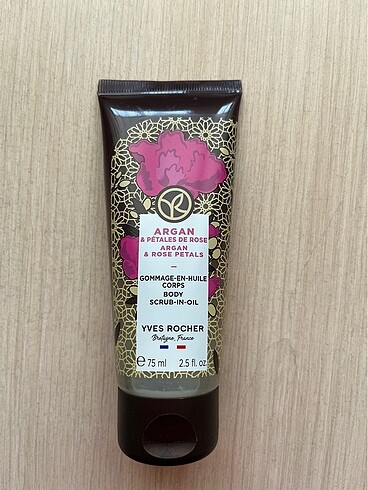 ARGAN
& PÉTALES DE ROSE
ARGAN
& ROSE PETALS
GOMMAGE-EN-HUILE
CORPS
BODY
SCRUB-IN-OIL
YVES ROCHER
Bretagne, France
e 75 ml 2.5 fl. oz